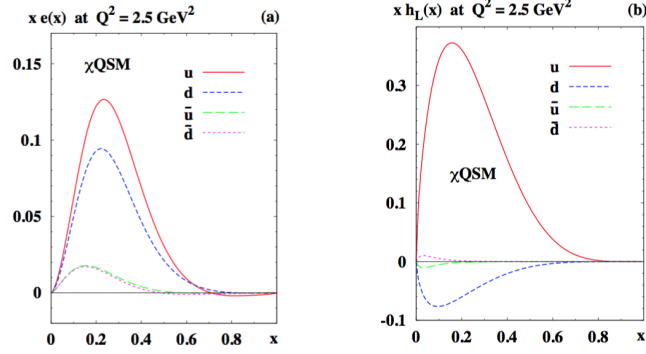 x e(x) at Q² = 2.5 GeV² (a)
0.15
0.1
0.05
0
χQSM
u
d
ū
d̄
0 0.2 0.4 0.6 0.8 x
x h_L(x) at Q² = 2.5 GeV² (b)
0.3
0.2
0.1
0
-0.1
u
d
ū
d̄
χQSM
0 0.2 0.4 0.6 0.8 x